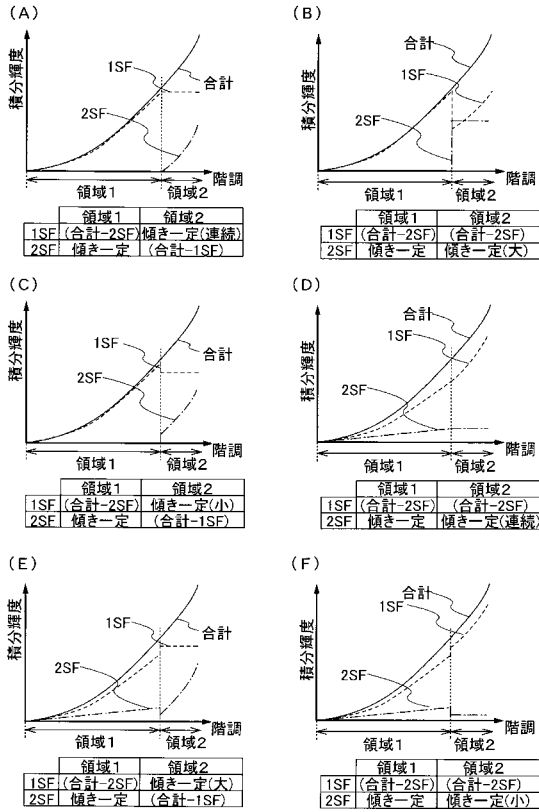 (A)
積分輝度
1SF
合計
2SF
階調
領域1 領域2
領域1 領域2
1SF (合計-2SF) 傾き一定(連続)
2SF 傾き一定 (合計-1SF)
(B)
積分輝度
合計
1SF
2SF
階調
領域1 領域2
領域1 領域2
1SF (合計-2SF) (合計-2SF)
2SF 傾き一定 傾き一定(大)
(C)
積分輝度
1SF
合計
2SF
階調
領域1 領域2
領域1 領域2
1SF (合計-2SF) 傾き一定(小)
2SF 傾き一定 (合計-1SF)
(D)
積分輝度
合計
1SF
2SF
階調
領域1 領域2
領域1 領域2
1SF (合計-2SF) (合計-2SF)
2SF 傾き一定 傾き一定(連続)
(E)
積分輝度
1SF
合計
2SF
階調
領域1 領域2
領域1 領域2
1SF (合計-2SF) 傾き一定(大)
2SF 傾き一定 (合計-1SF)
(F)
積分輝度
合計
1SF
2SF
階調
領域1 領域2
領域1 領域2
1SF (合計-2SF) (合計-2SF)
2SF 傾き一定 傾き一定(小)